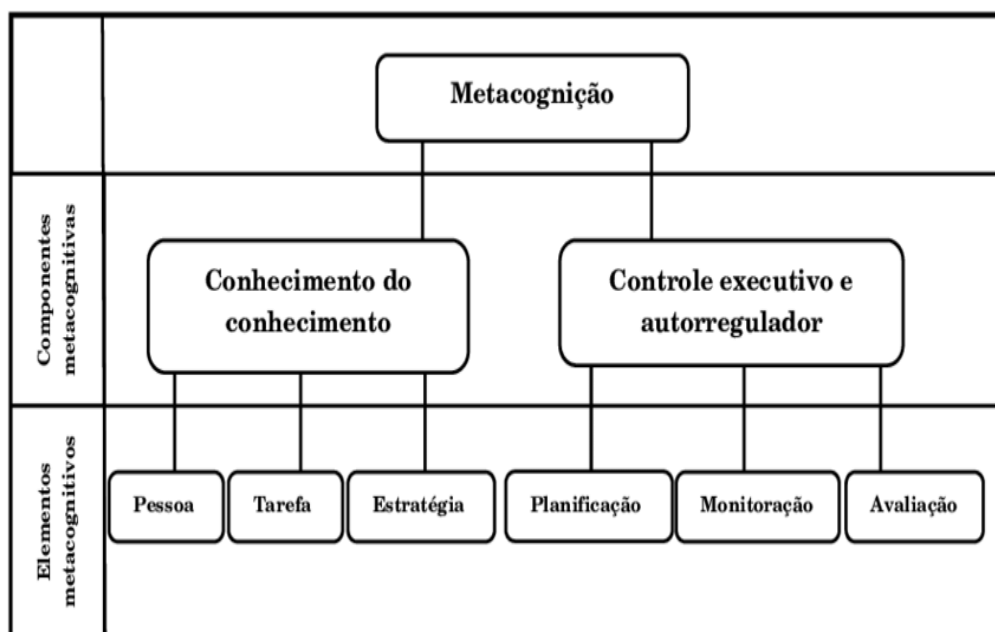 Metacognição
Componentes
metacognitivas
Conhecimento do
conhecimento
Controle executivo e
autorregulador
Elementos
metacognitivos
Pessoa
Tarefa
Estratégia
Planificação
Monitoração
Avaliação